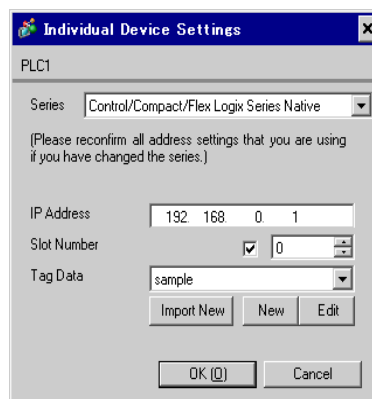 Individual Device Settings
PLC1
Series Control/Compact/Flex Logix Series Native
(Please reconfirm all address settings that you are using
if you have changed the series.)
IP Address 192. 168. 0. 1
Slot Number 0
Tag Data sample
Import New New Edit
OK (O) Cancel